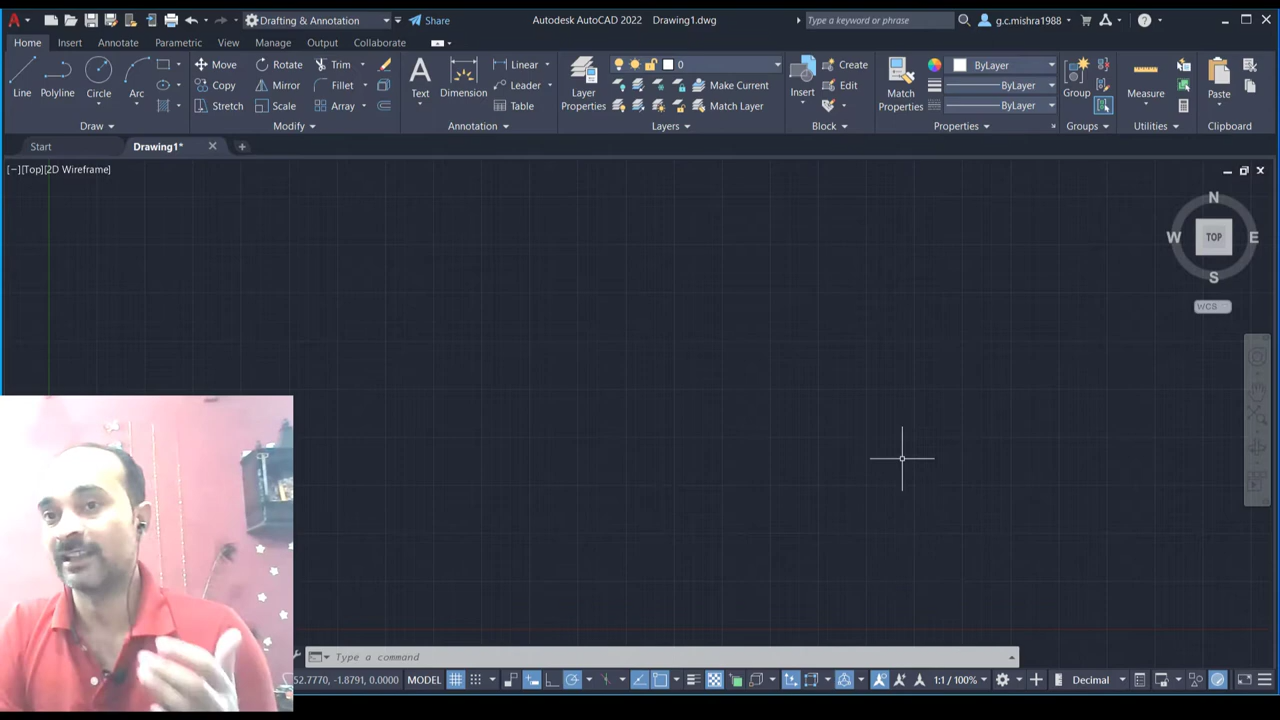 Drafting & Annotation
Share
Autodesk AutoCAD 2022 Drawing1.dwg
Type a keyword or phrase
g.c.mishra1988
Home Insert Annotate Parametric View Manage Output Collaborate
Line Polyline Circle Arc
Move Rotate Trim
Copy Mirror Fillet
Stretch Scale Array
Text Dimension
Linear
Leader
Table
Layer Properties
0
Make Current
Match Layer
Insert
Create
Edit
Match Properties
ByLayer
ByLayer
ByLayer
Group
Measure
Paste
Draw Modify Annotation Layers Block Properties Groups Utilities Clipboard
Start Drawing1*
[−][Top][2D Wireframe]
N
W TOP E
S
WCS
Type a command
52.7770, -1.8791, 0.0000 MODEL 1:1 / 100% Decimal